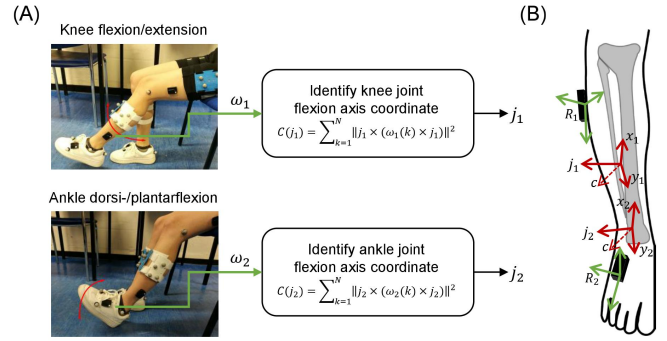 (A)
Knee flexion/extension
ω₁
Identify knee joint
flexion axis coordinate
C(j₁) = ∑ᴺₖ₌₁ ‖j₁ × (ω₁(k) × j₁)‖²
j₁
Ankle dorsi-/plantarflexion
ω₂
Identify ankle joint
flexion axis coordinate
C(j₂) = ∑ᴺₖ₌₁ ‖j₂ × (ω₂(k) × j₂)‖²
j₂
(B)
R₁
x₁
j₁
c
y₁
x₂
j₂
c
y₂
R₂